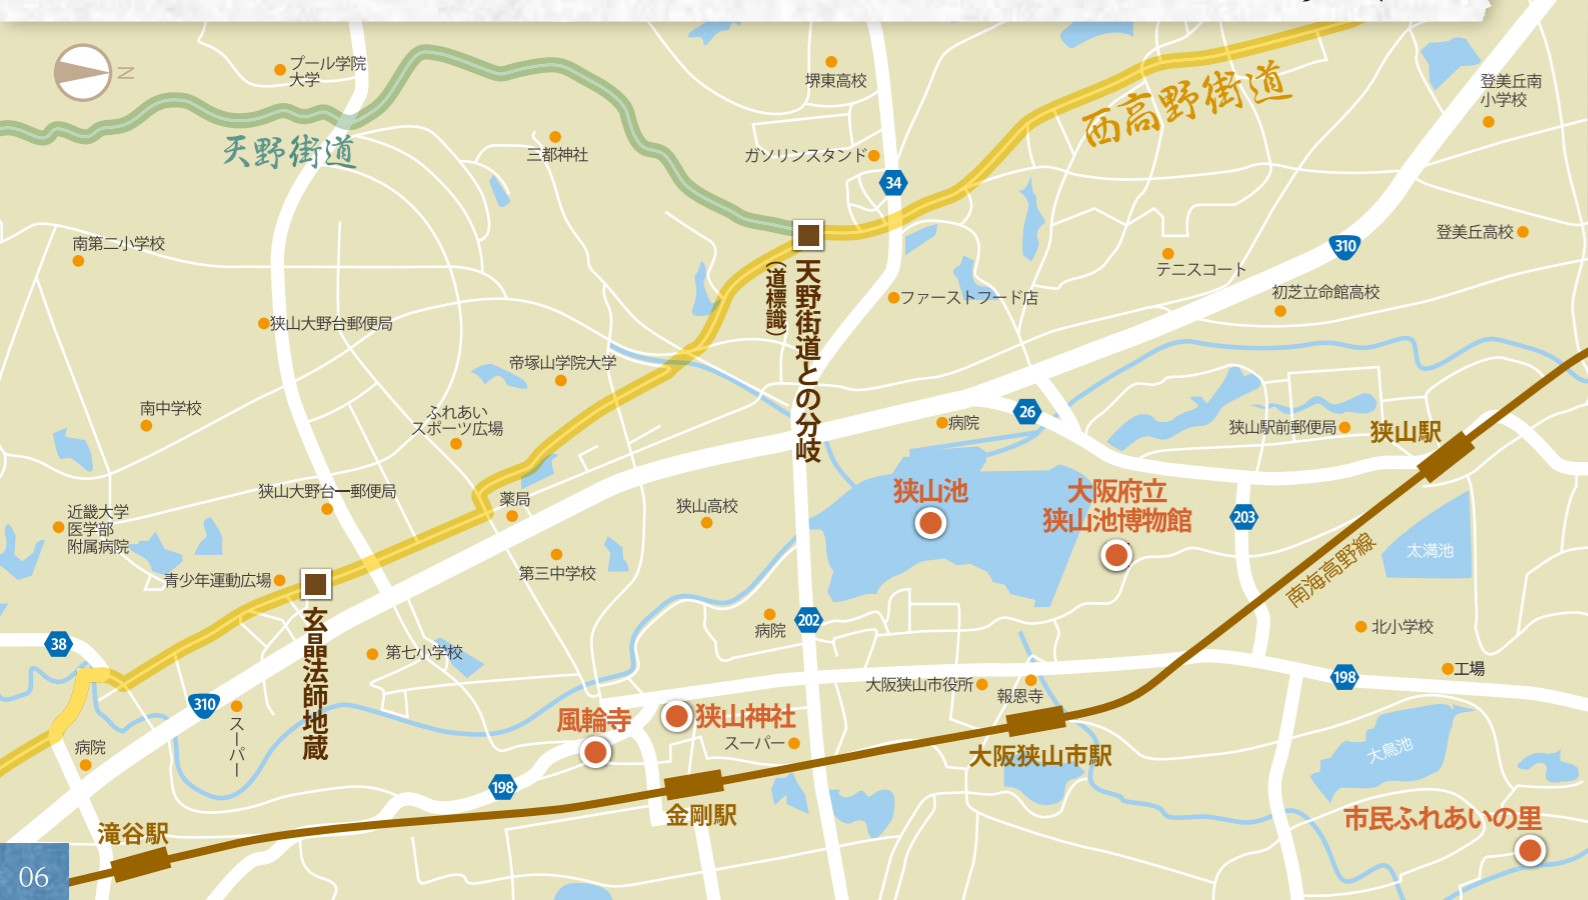 N
プール学院
大学
堺東高校
登美丘南
小学校
西高野街道
天野街道
三都神社
ガソリンスタンド
34
南第二小学校
310
登美丘高校
テニスコート
初芝立命館高校
ファーストフード店
天野街道との分岐
（道標識）
狭山大野台郵便局
帝塚山学院大学
南中学校
ふれあい
スポーツ広場
26
病院
狭山駅前郵便局
狭山駅
狭山大野台一郵便局
薬局
狭山高校
狭山池
大阪府立
狭山池博物館
203
近畿大学
医学部
附属病院
太満池
南海高野線
青少年運動広場
第三中学校
玄晶法師地蔵
病院
202
北小学校
38
第七小学校
大阪狭山市役所
報恩寺
198
工場
310
スーパー
風輪寺
狭山神社
スーパー
病院
大阪狭山市駅
大鳥池
198
金剛駅
市民ふれあいの里
滝谷駅
06